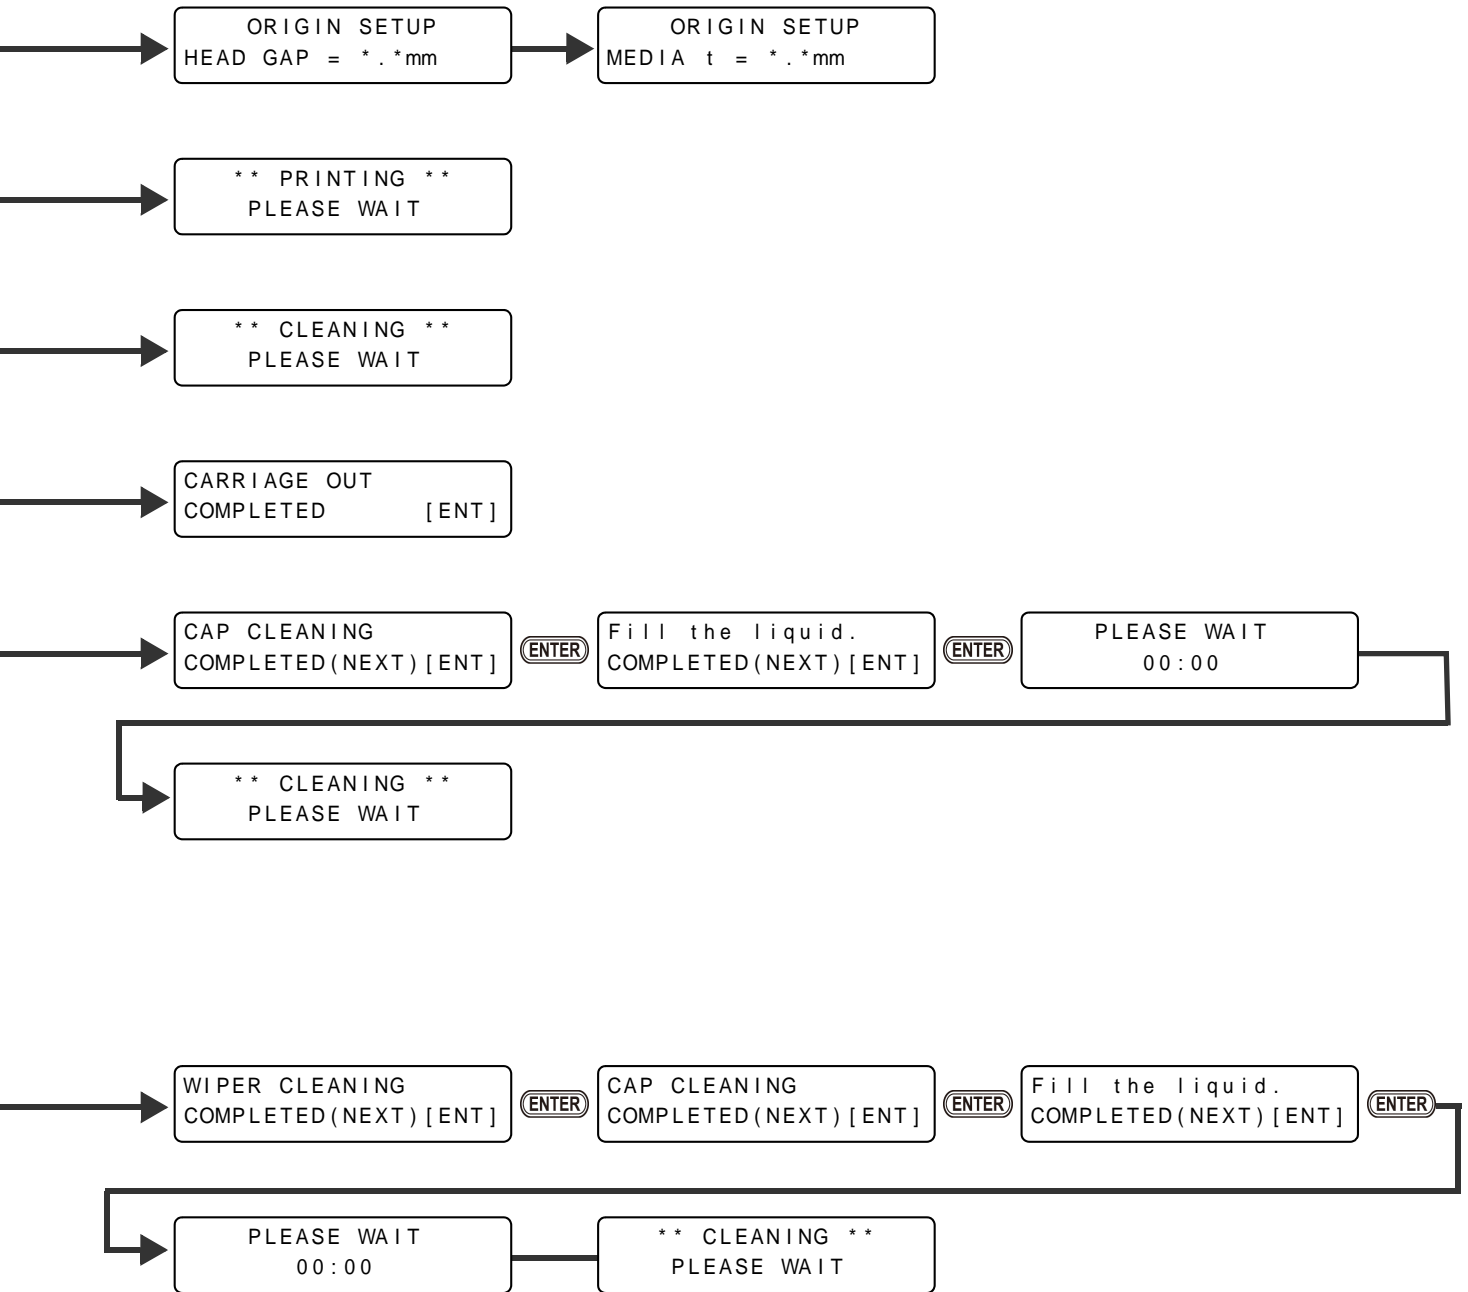 ORIGIN SETUP
HEAD GAP = *.*mm
ORIGIN SETUP
MEDIA t = *.*mm
** PRINTING **
PLEASE WAIT
** CLEANING **
PLEASE WAIT
CARRIAGE OUT
COMPLETED [ENT]
CAP CLEANING
COMPLETED(NEXT)[ENT]
ENTER
Fill the liquid.
COMPLETED(NEXT)[ENT]
ENTER
PLEASE WAIT
00:00
** CLEANING **
PLEASE WAIT
WIPER CLEANING
COMPLETED(NEXT)[ENT]
ENTER
CAP CLEANING
COMPLETED(NEXT)[ENT]
ENTER
Fill the liquid.
COMPLETED(NEXT)[ENT]
ENTER
PLEASE WAIT
00:00
** CLEANING **
PLEASE WAIT